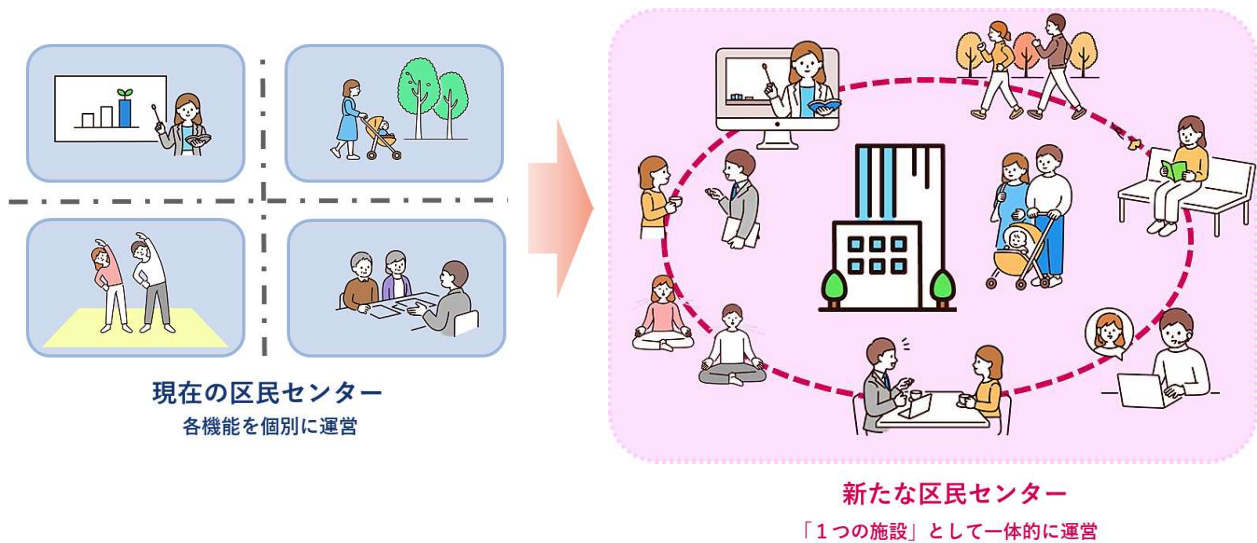 現在の区民センター
各機能を個別に運営
新たな区民センター
「１つの施設」として一体的に運営